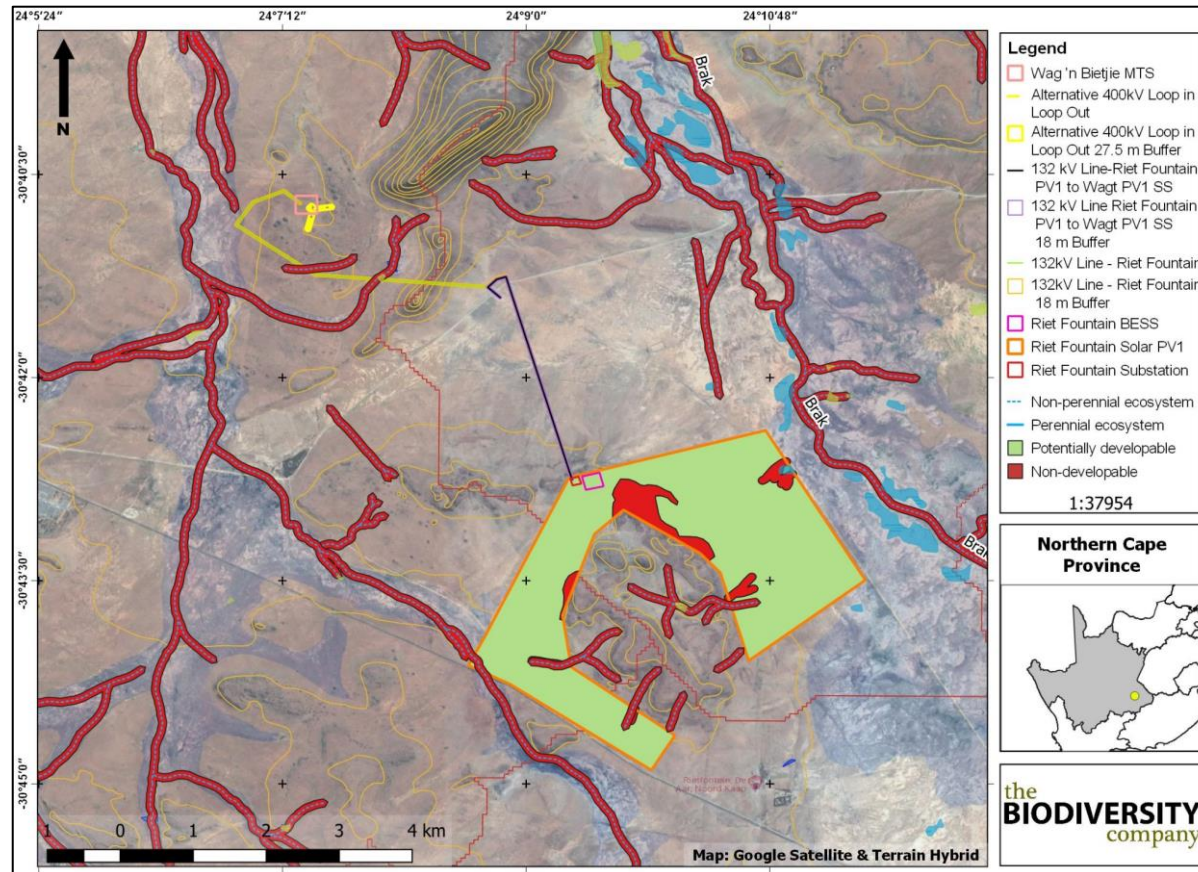 24°5'24"
24°7'12"
24°9'0"
24°10'48"
-30°40'30"
-30°42'0"
-30°43'30"
-30°45'0"
N
Brak
Brak
Brak
Brak
1 0 1 2 3 4 km
Map: Google Satellite & Terrain Hybrid
Legend
Wag 'n Bietjie MTS
Alternative 400kV Loop in
Loop Out
Alternative 400kV Loop in
Loop Out 27.5 m Buffer
132 kV Line-Riet Fountain
PV1 to Wagt PV1 SS
132 kV Line Riet Fountain
PV1 to Wagt PV1 SS
18 m Buffer
132kV Line - Riet Fountain
132kV Line - Riet Fountain
18 m Buffer
Riet Fountain BESS
Riet Fountain Solar PV1
Riet Fountain Substation
Non-perennial ecosystem
Perennial ecosystem
Potentially developable
Non-developable
1:37954
Northern Cape
Province
the
BIODIVERSITY
company